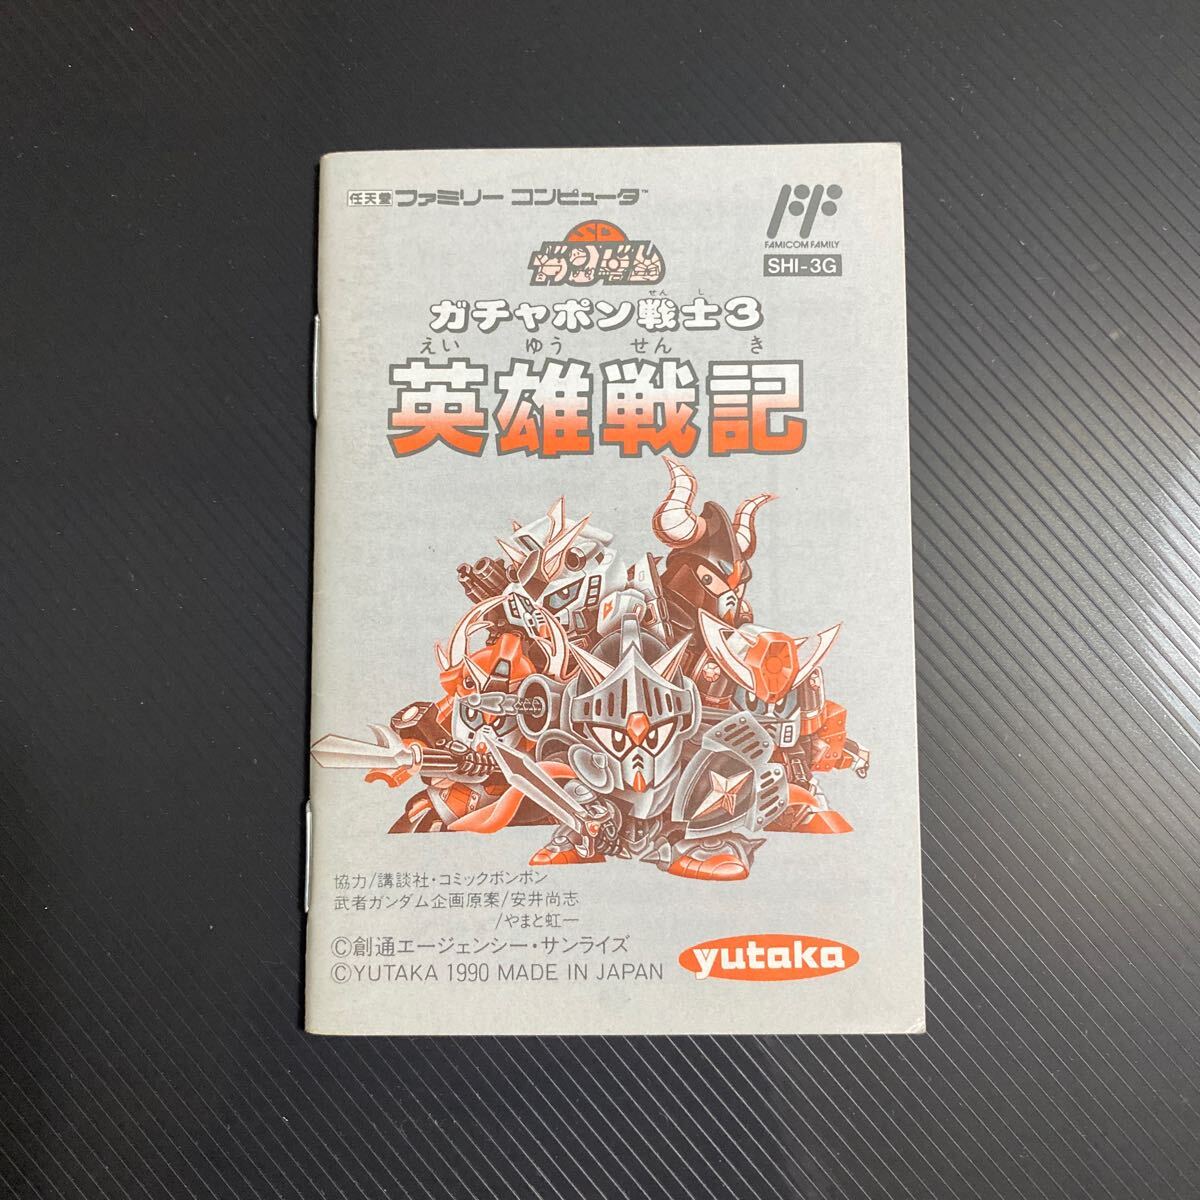 任天堂 ファミリー コンピュータ™
FAMICOM FAMILY
SHI-3G
SD
ガンダム
せん し
ガチャポン戦士3
えい ゆう せん き
英雄戦記
協力/講談社・コミックボンボン
武者ガンダム企画原案/安井尚志
/やまと虹一
©創通エージェンシー・サンライズ
©YUTAKA 1990 MADE IN JAPAN
yutaka